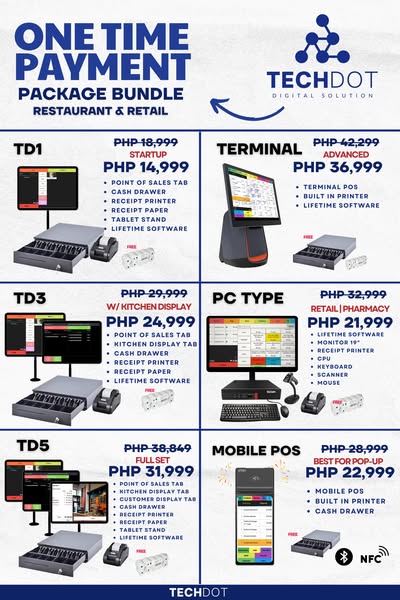 ONE TIME
PAYMENT
PACKAGE BUNDLE
RESTAURANT & RETAIL
TECHDOT
DIGITAL SOLUTION
TD1
PHP 18,999
STARTUP
PHP 14,999
POINT OF SALES TAB
CASH DRAWER
RECEIPT PRINTER
RECEIPT PAPER
TABLET STAND
LIFETIME SOFTWARE
FREE
TERMINAL
PHP 42,299
ADVANCED
PHP 36,999
TERMINAL POS
BUILT IN PRINTER
LIFETIME SOFTWARE
FREE
TD3
PHP 29,999
W/ KITCHEN DISPLAY
PHP 24,999
POINT OF SALES TAB
KITCHEN DISPLAY TAB
CASH DRAWER
RECEIPT PRINTER
RECEIPT PAPER
LIFETIME SOFTWARE
FREE
PC TYPE
PHP 32,999
RETAIL | PHARMACY
PHP 21,999
LIFETIME SOFTWARE
MONITOR 19"
RECEIPT PRINTER
CPU
KEYBOARD
SCANNER
MOUSE
FREE
TD5
PHP 38,849
FULL SET
PHP 31,999
POINT OF SALES TAB
KITCHEN DISPLAY TAB
CUSTOMER DISPLAY TAB
CASH DRAWER
RECEIPT PRINTER
RECEIPT PAPER
TABLET STAND
LIFETIME SOFTWARE
FREE
MOBILE POS
PHP 28,999
BEST FOR POP-UP
PHP 22,999
MOBILE POS
BUILT IN PRINTER
CASH DRAWER
FREE
NFC
TECHDOT